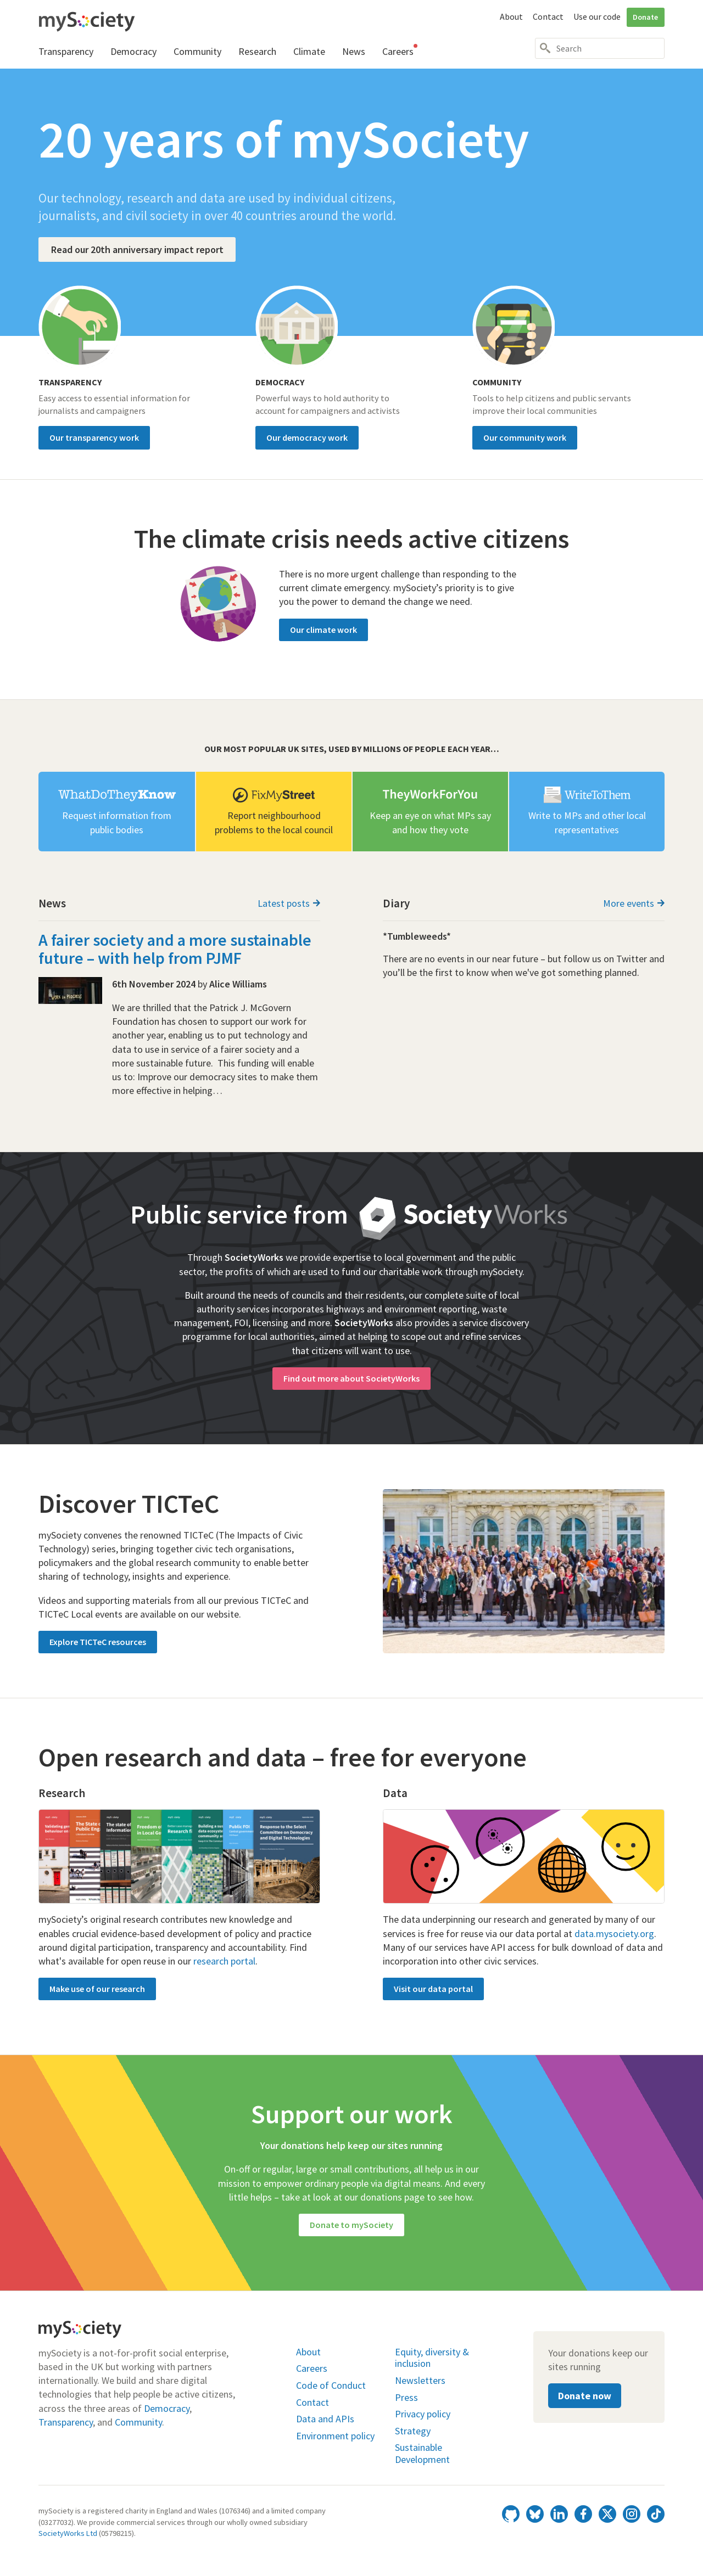 mySociety
About Contact Use our code Donate
Transparency Democracy Community Research Climate News Careers
Search
20 years of mySociety
Our technology, research and data are used by individual citizens,
journalists, and civil society in over 40 countries around the world.
Read our 20th anniversary impact report
TRANSPARENCY
Easy access to essential information for
journalists and campaigners
Our transparency work
DEMOCRACY
Powerful ways to hold authority to
account for campaigners and activists
Our democracy work
COMMUNITY
Tools to help citizens and public servants
improve their local communities
Our community work
The climate crisis needs active citizens
There is no more urgent challenge than responding to the
current climate emergency. mySociety’s priority is to give
you the power to demand the change we need.
Our climate work
OUR MOST POPULAR UK SITES, USED BY MILLIONS OF PEOPLE EACH YEAR…
WhatDoTheyKnow
Request information from
public bodies
FixMyStreet
Report neighbourhood
problems to the local council
TheyWorkForYou
Keep an eye on what MPs say
and how they vote
WriteToThem
Write to MPs and other local
representatives
News
Latest posts
A fairer society and a more sustainable
future – with help from PJMF
6th November 2024 by Alice Williams
We are thrilled that the Patrick J. McGovern
Foundation has chosen to support our work for
another year, enabling us to put technology and
data to use in service of a fairer society and a
more sustainable future.  This funding will enable
us to: Improve our democracy sites to make them
more effective in helping…
Diary
More events
*Tumbleweeds*
There are no events in our near future – but follow us on Twitter and
you’ll be the first to know when we've got something planned.
Public service from SocietyWorks
Through SocietyWorks we provide expertise to local government and the public
sector, the profits of which are used to fund our charitable work through mySociety.
Built around the needs of councils and their residents, our complete suite of local
authority services incorporates highways and environment reporting, waste
management, FOI, licensing and more. SocietyWorks also provides a service discovery
programme for local authorities, aimed at helping to scope out and refine services
that citizens will want to use.
Find out more about SocietyWorks
Discover TICTeC
mySociety convenes the renowned TICTeC (The Impacts of Civic
Technology) series, bringing together civic tech organisations,
policymakers and the global research community to enable better
sharing of technology, insights and experience.
Videos and supporting materials from all our previous TICTeC and
TICTeC Local events are available on our website.
Explore TICTeC resources
Open research and data – free for everyone
Research
Response to the Select
Committee on Democracy
and Digital Technologies
mySociety’s original research contributes new knowledge and
enables crucial evidence-based development of policy and practice
around digital participation, transparency and accountability. Find
what's available for open reuse in our research portal.
Make use of our research
Data
The data underpinning our research and generated by many of our
services is free for reuse via our data portal at data.mysociety.org.
Many of our services have API access for bulk download of data and
incorporation into other civic services.
Visit our data portal
Support our work
Your donations help keep our sites running
On-off or regular, large or small contributions, all help us in our
mission to empower ordinary people via digital means. And every
little helps – take at look at our donations page to see how.
Donate to mySociety
mySociety
mySociety is a not-for-profit social enterprise,
based in the UK but working with partners
internationally. We build and share digital
technologies that help people be active citizens,
across the three areas of Democracy,
Transparency, and Community.
About
Careers
Code of Conduct
Contact
Data and APIs
Environment policy
Equity, diversity &
inclusion
Newsletters
Press
Privacy policy
Strategy
Sustainable
Development
Your donations keep our
sites running
Donate now
mySociety is a registered charity in England and Wales (1076346) and a limited company
(03277032). We provide commercial services through our wholly owned subsidiary
SocietyWorks Ltd (05798215).